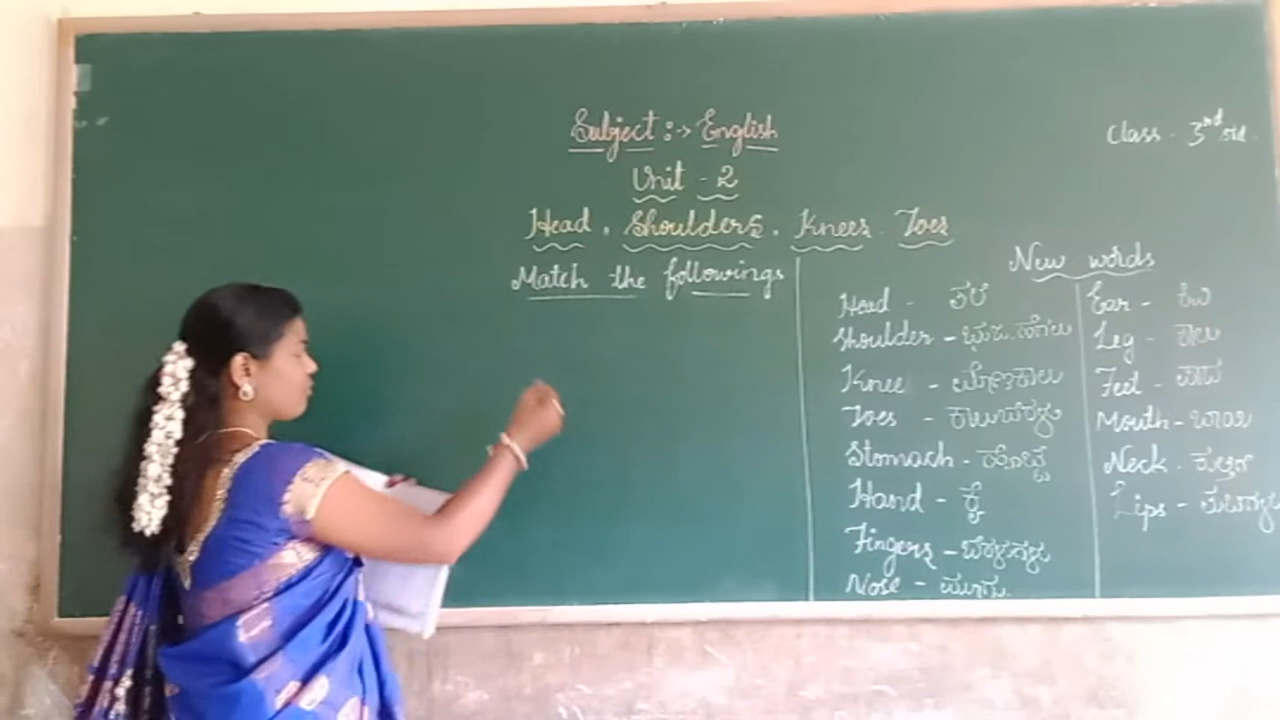 Subject :-> English
Class - 3nd std.
Unit - 2
Head, Shoulders, Knees. Toes
Match the followings
New words
Head - ತಲೆ
Shoulder - ಭುಜ, ಹೆಗಲು
Knee - ಮೊಣಕಾಲು
Toes - ಕಾಲುಬೆರಳು
Stomach - ಹೊಟ್ಟೆ
Hand - ಕೈ
Fingers - ಬೆರಳುಗಳು
Nose - ಮೂಗು
Ear - ಕಿವಿ
Leg - ಕಾಲು
Feet - ಪಾದ
Mouth - ಬಾಯಿ
Neck - ಕುತ್ತಿಗೆ
Lips - ತುಟಿಗಳು